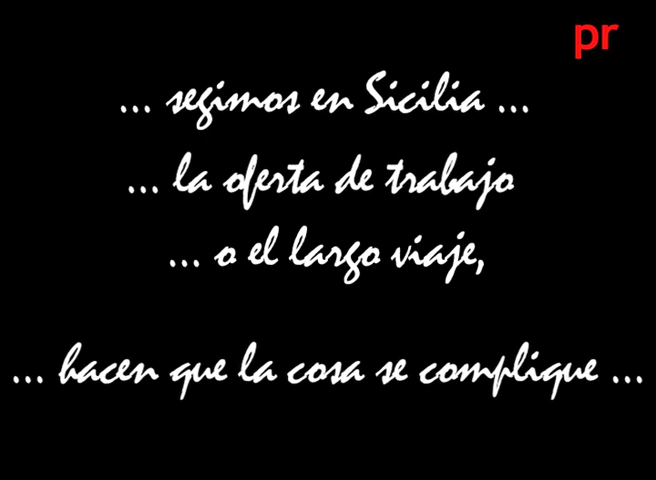 pr
... segimos en Sicilia ...
... la oferta de trabajo
... o el largo viaje,
... hacen que la cosa se complique ...